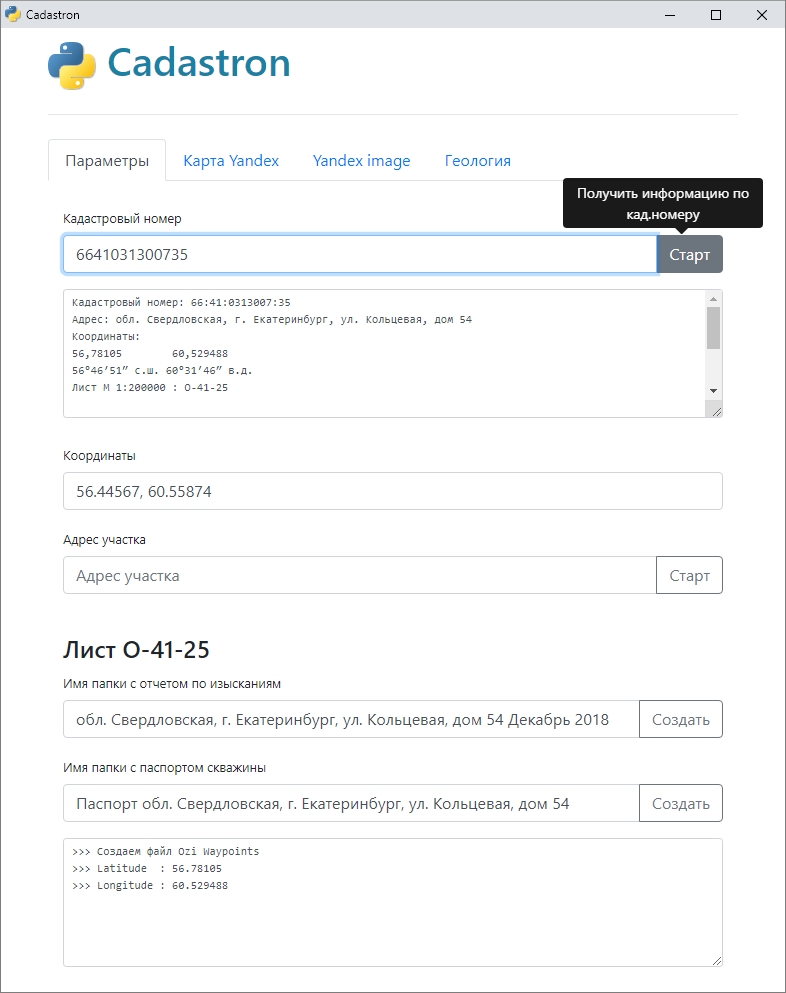 Cadastron
Cadastron
Параметры Карта Yandex Yandex image Геология
Получить информацию по
кад.номеру
Кадастровый номер
6641031300735 Старт
Кадастровый номер: 66:41:0313007:35
Адрес: обл. Свердловская, г. Екатеринбург, ул. Кольцевая, дом 54
Координаты:
56,78105 60,529488
56°46’51” с.ш. 60°31’46” в.д.
Лист М 1:200000 : O-41-25
Координаты
56.44567, 60.55874
Адрес участка
Адрес участка Старт
Лист O-41-25
Имя папки с отчетом по изысканиям
обл. Свердловская, г. Екатеринбург, ул. Кольцевая, дом 54 Декабрь 2018 Создать
Имя папки с паспортом скважины
Паспорт обл. Свердловская, г. Екатеринбург, ул. Кольцевая, дом 54 Создать
>>> Создаем файл Ozi Waypoints
>>> Latitude : 56.78105
>>> Longitude : 60.529488